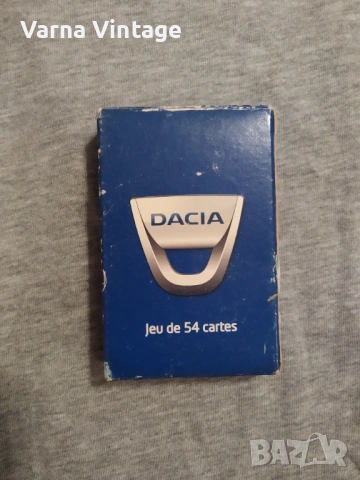 Varna Vintage
DACIA
Jeu de 54 cartes
BAZAR